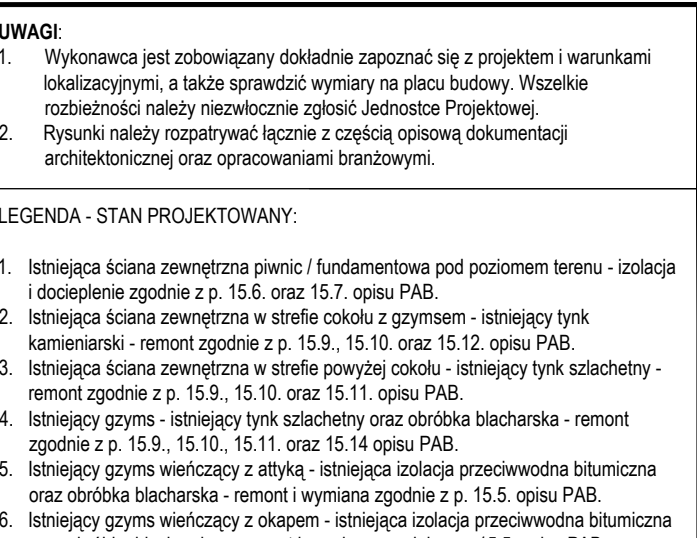 UWAGI:
1. Wykonawca jest zobowiązany dokładnie zapoznać się z projektem i warunkami
lokalizacyjnymi, a także sprawdzić wymiary na placu budowy. Wszelkie
rozbieżności należy niezwłocznie zgłosić Jednostce Projektowej.
2. Rysunki należy rozpatrywać łącznie z częścią opisową dokumentacji
architektonicznej oraz opracowaniami branżowymi.
LEGENDA - STAN PROJEKTOWANY:
1. Istniejąca ściana zewnętrzna piwnic / fundamentowa pod poziomem terenu - izolacja
i docieplenie zgodnie z p. 15.6. oraz 15.7. opisu PAB.
2. Istniejąca ściana zewnętrzna w strefie cokołu z gzymsem - istniejący tynk
kamieniarski - remont zgodnie z p. 15.9., 15.10. oraz 15.12. opisu PAB.
3. Istniejąca ściana zewnętrzna w strefie powyżej cokołu - istniejący tynk szlachetny -
remont zgodnie z p. 15.9., 15.10. oraz 15.11. opisu PAB.
4. Istniejący gzyms - istniejący tynk szlachetny oraz obróbka blacharska - remont
zgodnie z p. 15.9., 15.10., 15.11. oraz 15.14 opisu PAB.
5. Istniejący gzyms wieńczący z attyką - istniejąca izolacja przeciwwodna bitumiczna
oraz obróbka blacharska - remont i wymiana zgodnie z p. 15.5. opisu PAB.
6. Istniejący gzyms wieńczący z okapem - istniejąca izolacja przeciwwodna bitumiczna